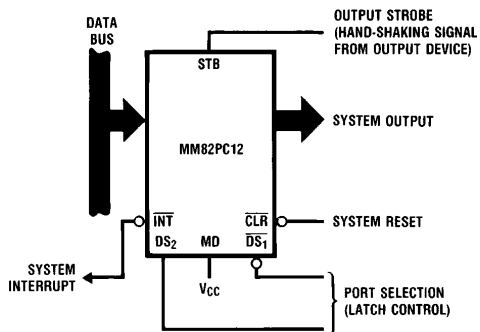 DATA
BUS
OUTPUT STROBE
(HAND-SHAKING SIGNAL
FROM OUTPUT DEVICE)
STB
SYSTEM OUTPUT
MM82PC12
INT
CLR
SYSTEM RESET
DS2
MD
DS1
SYSTEM
INTERRUPT
VCC
PORT SELECTION
(LATCH CONTROL)